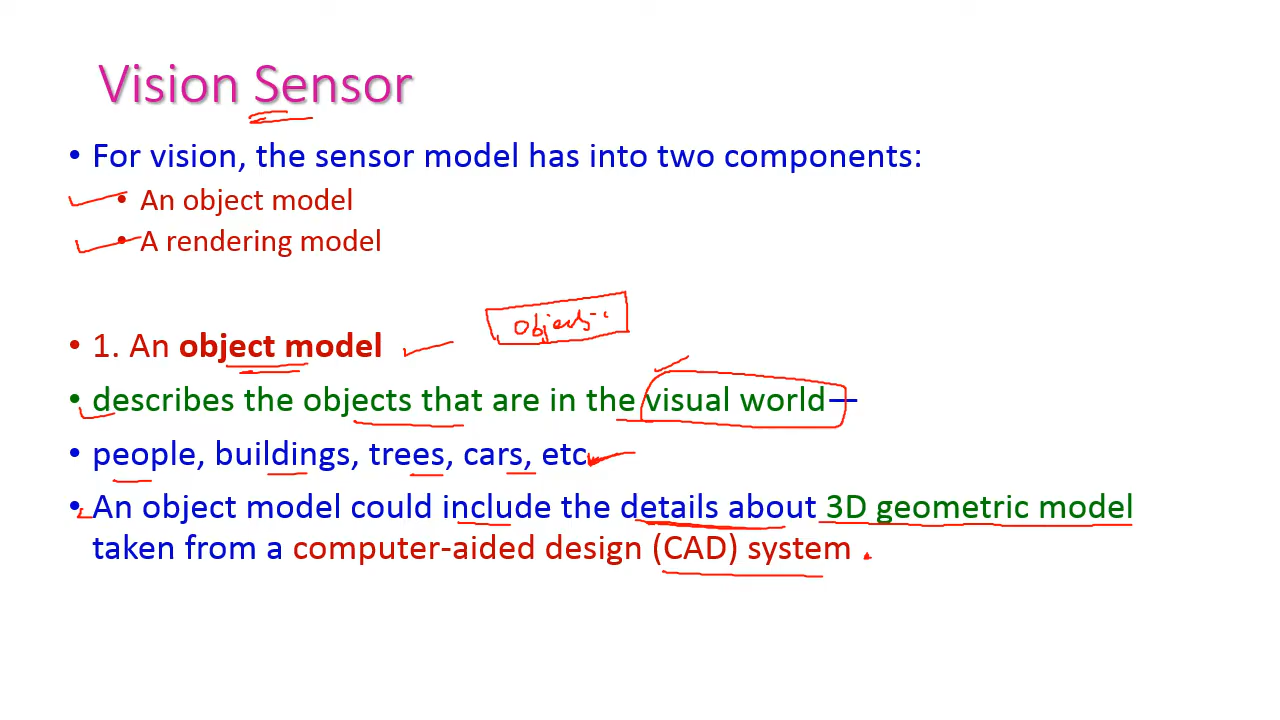 Vision Sensor
• For vision, the sensor model has into two components:
• An object model
• A rendering model
Objects
• 1. An object model
• describes the objects that are in the visual world—
• people, buildings, trees, cars, etc
• An object model could include the details about 3D geometric model
taken from a computer-aided design (CAD) system .